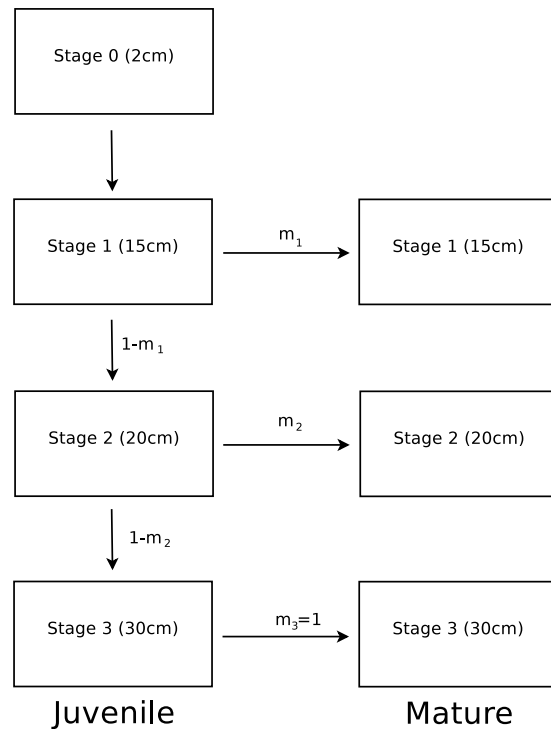 Stage 0 (2cm)
Stage 1 (15cm)
m₁
Stage 1 (15cm)
1-m₁
Stage 2 (20cm)
m₂
Stage 2 (20cm)
1-m₂
Stage 3 (30cm)
m₃=1
Stage 3 (30cm)
Juvenile
Mature